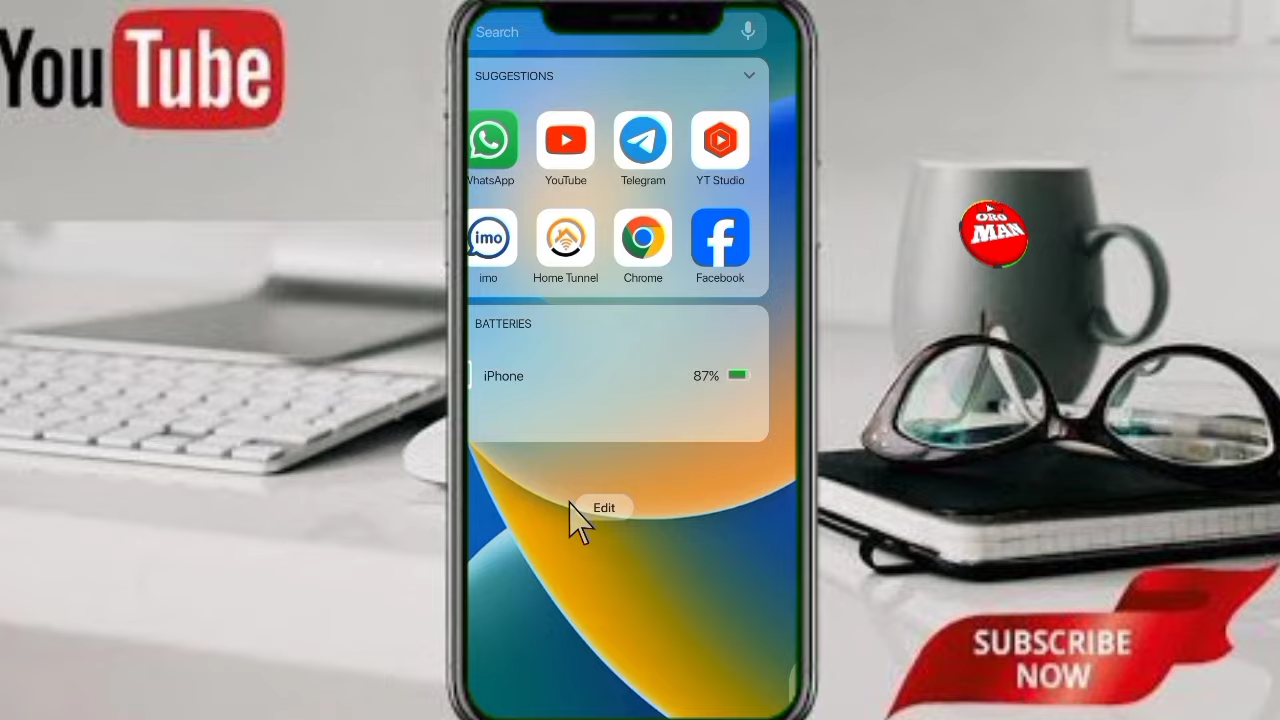 YouTube
Search
SUGGESTIONS
WhatsApp YouTube Telegram YT Studio
imo
imo Home Tunnel Chrome Facebook
BATTERIES
iPhone 87%
Edit
ORO
MAN
SUBSCRIBE
NOW